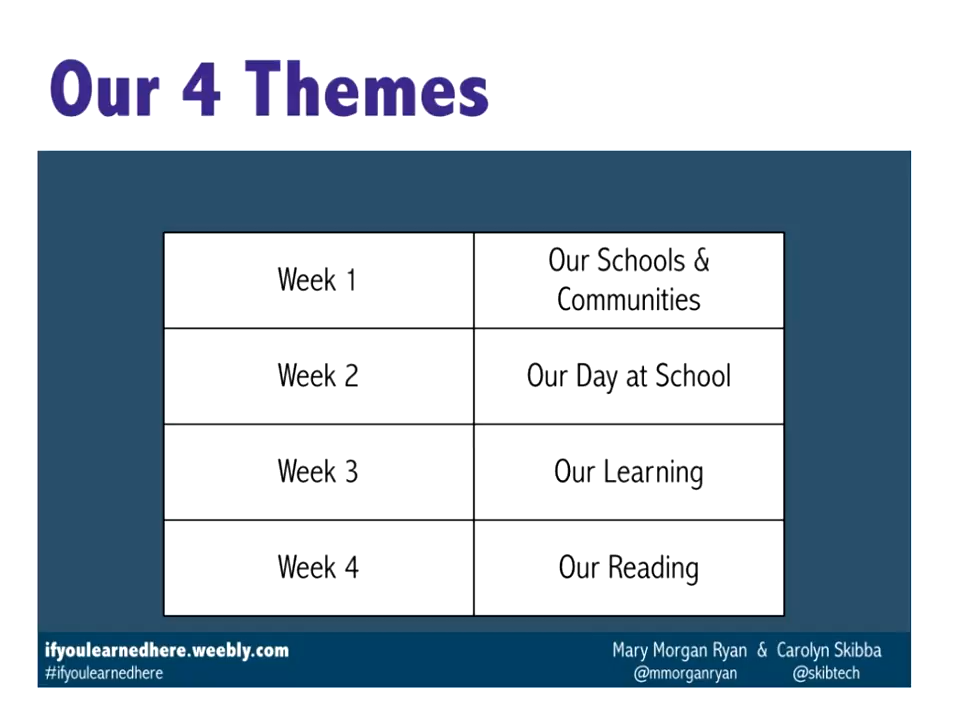 Our 4 Themes
Week 1
Our Schools &
Communities
Week 2
Our Day at School
Week 3
Our Learning
Week 4
Our Reading
ifyoulearnedhere.weebly.com
#ifyoulearnedhere
Mary Morgan Ryan & Carolyn Skibba
@mmorganryan @skibtech